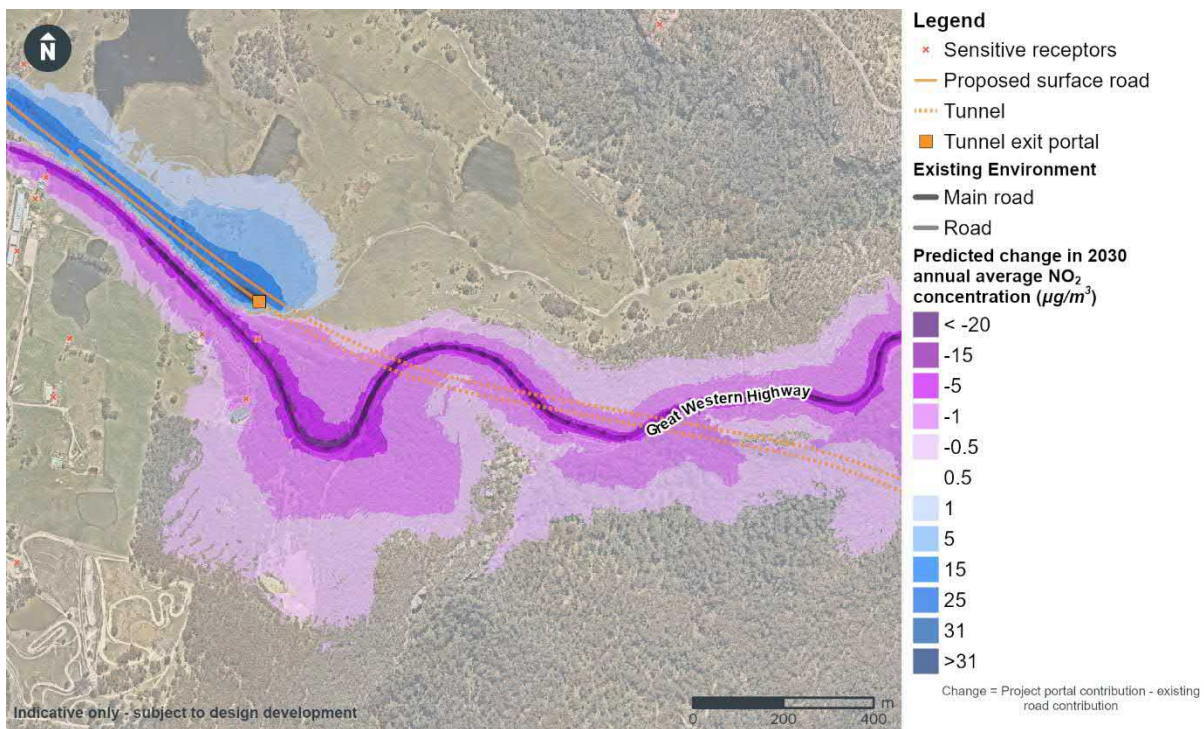 N
Great Western Highway
Indicative only - subject to design development
m
0 200 400
Legend
Sensitive receptors
Proposed surface road
Tunnel
Tunnel exit portal
Existing Environment
Main road
Road
Predicted change in 2030
annual average NO₂
concentration (µg/m³)
< -20
-15
-5
-1
-0.5
0.5
1
5
15
25
31
>31
Change = Project portal contribution - existing
road contribution